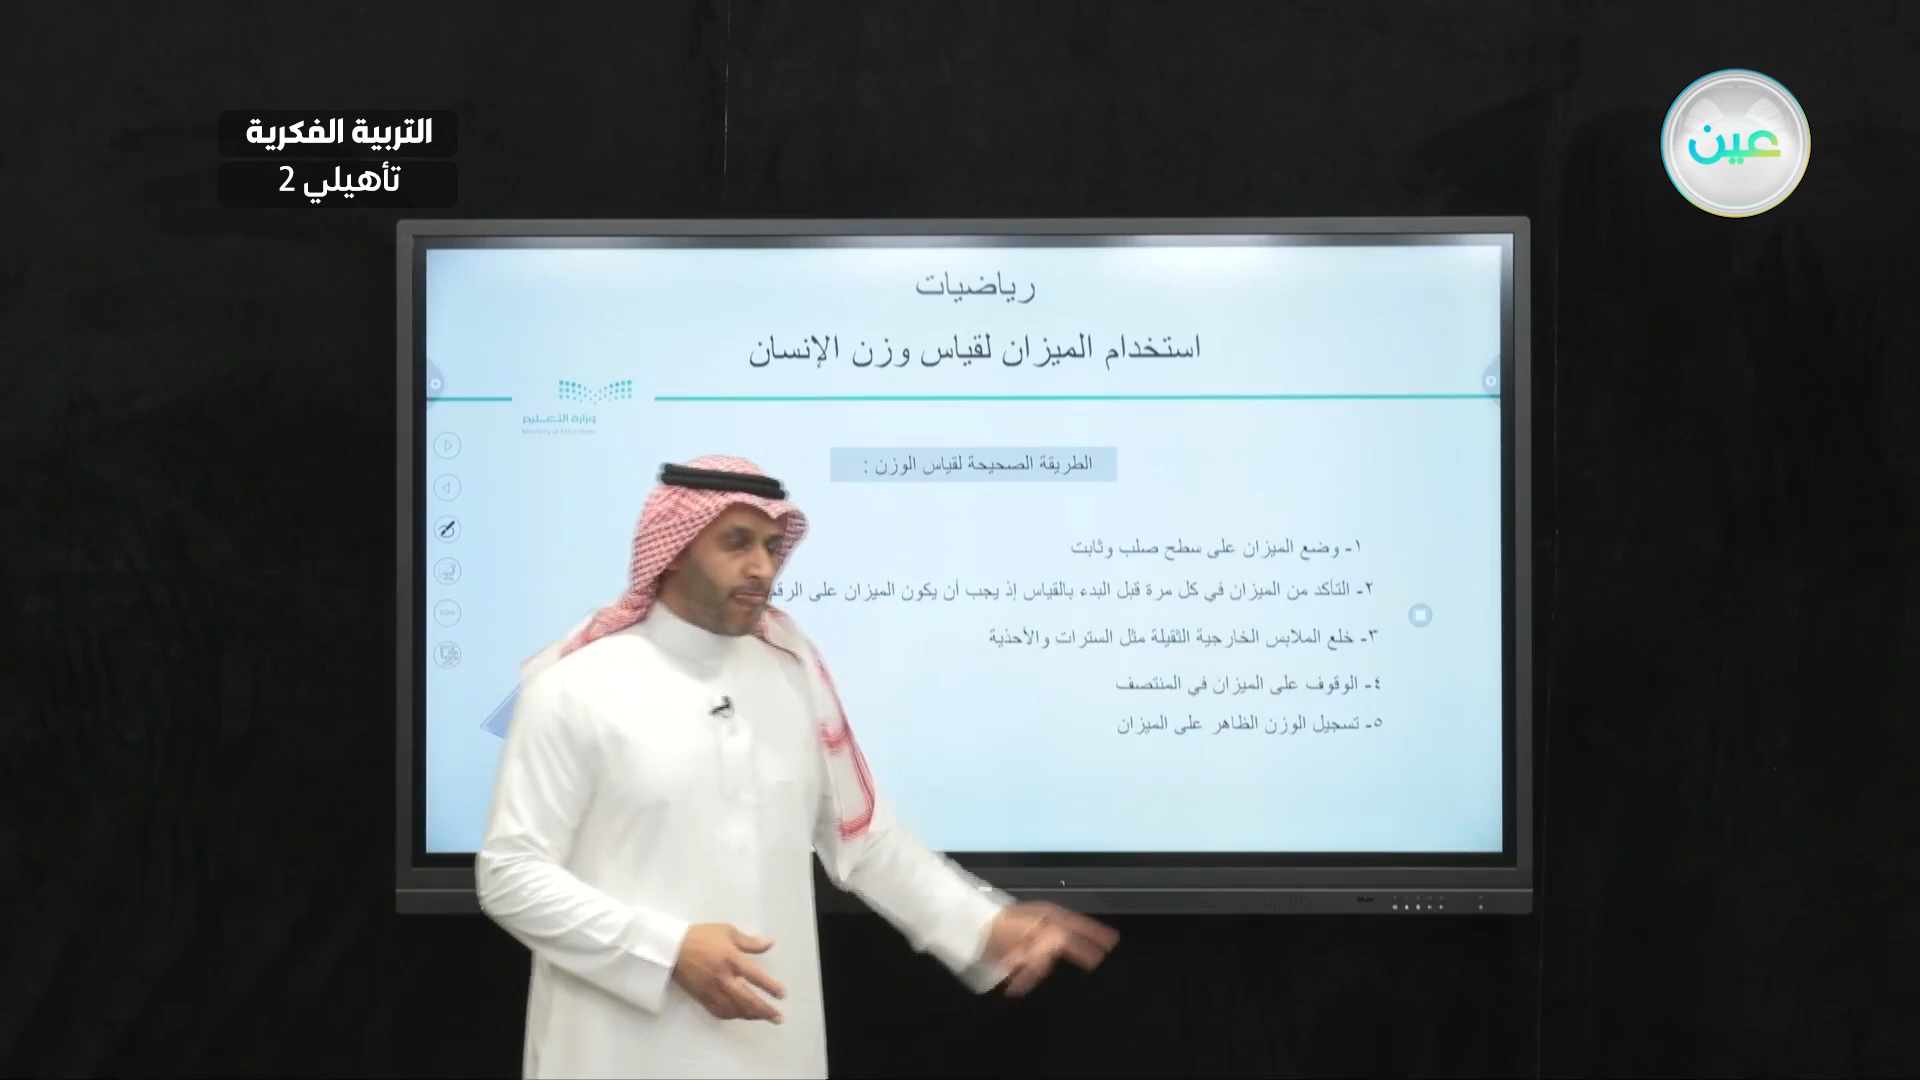 التربية الفكرية
تأهيلي 2
عين
رياضيات
استخدام الميزان لقياس وزن الإنسان
وزارة التعليم
Ministry of Education
الطريقة الصحيحة لقياس الوزن :
١- وضع الميزان على سطح صلب وثابت
٢- التأكد من الميزان في كل مرة قبل البدء بالقياس إذ يجب أن يكون الميزان على
٣- خلع الملابس الخارجية الثقيلة مثل السترات والأحذية
٤- الوقوف على الميزان في المنتصف
٥- تسجيل الوزن الظاهر على الميزان